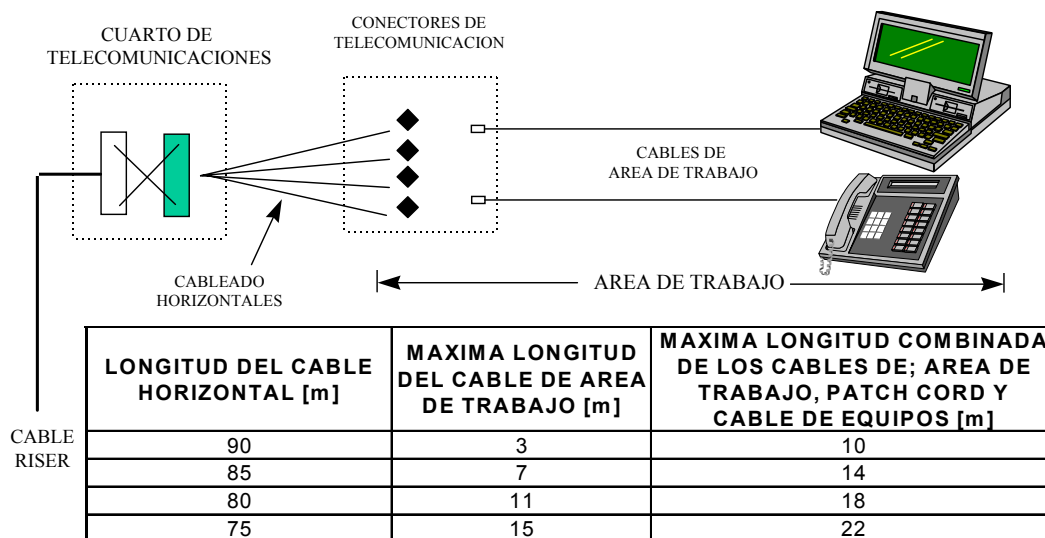 CUARTO DE
TELECOMUNICACIONES
CONECTORES DE
TELECOMUNICACION
CABLES DE
AREA DE TRABAJO
CABLEADO
HORIZONTALES
AREA DE TRABAJO
CABLE
RISER
LONGITUD DEL CABLE
HORIZONTAL [m]
MAXIMA LONGITUD
DEL CABLE DE AREA
DE TRABAJO [m]
MAXIMA LONGITUD COMBINADA
DE LOS CABLES DE; AREA DE
TRABAJO, PATCH CORD Y
CABLE DE EQUIPOS [m]
90 3 10
85 7 14
80 11 18
75 15 22